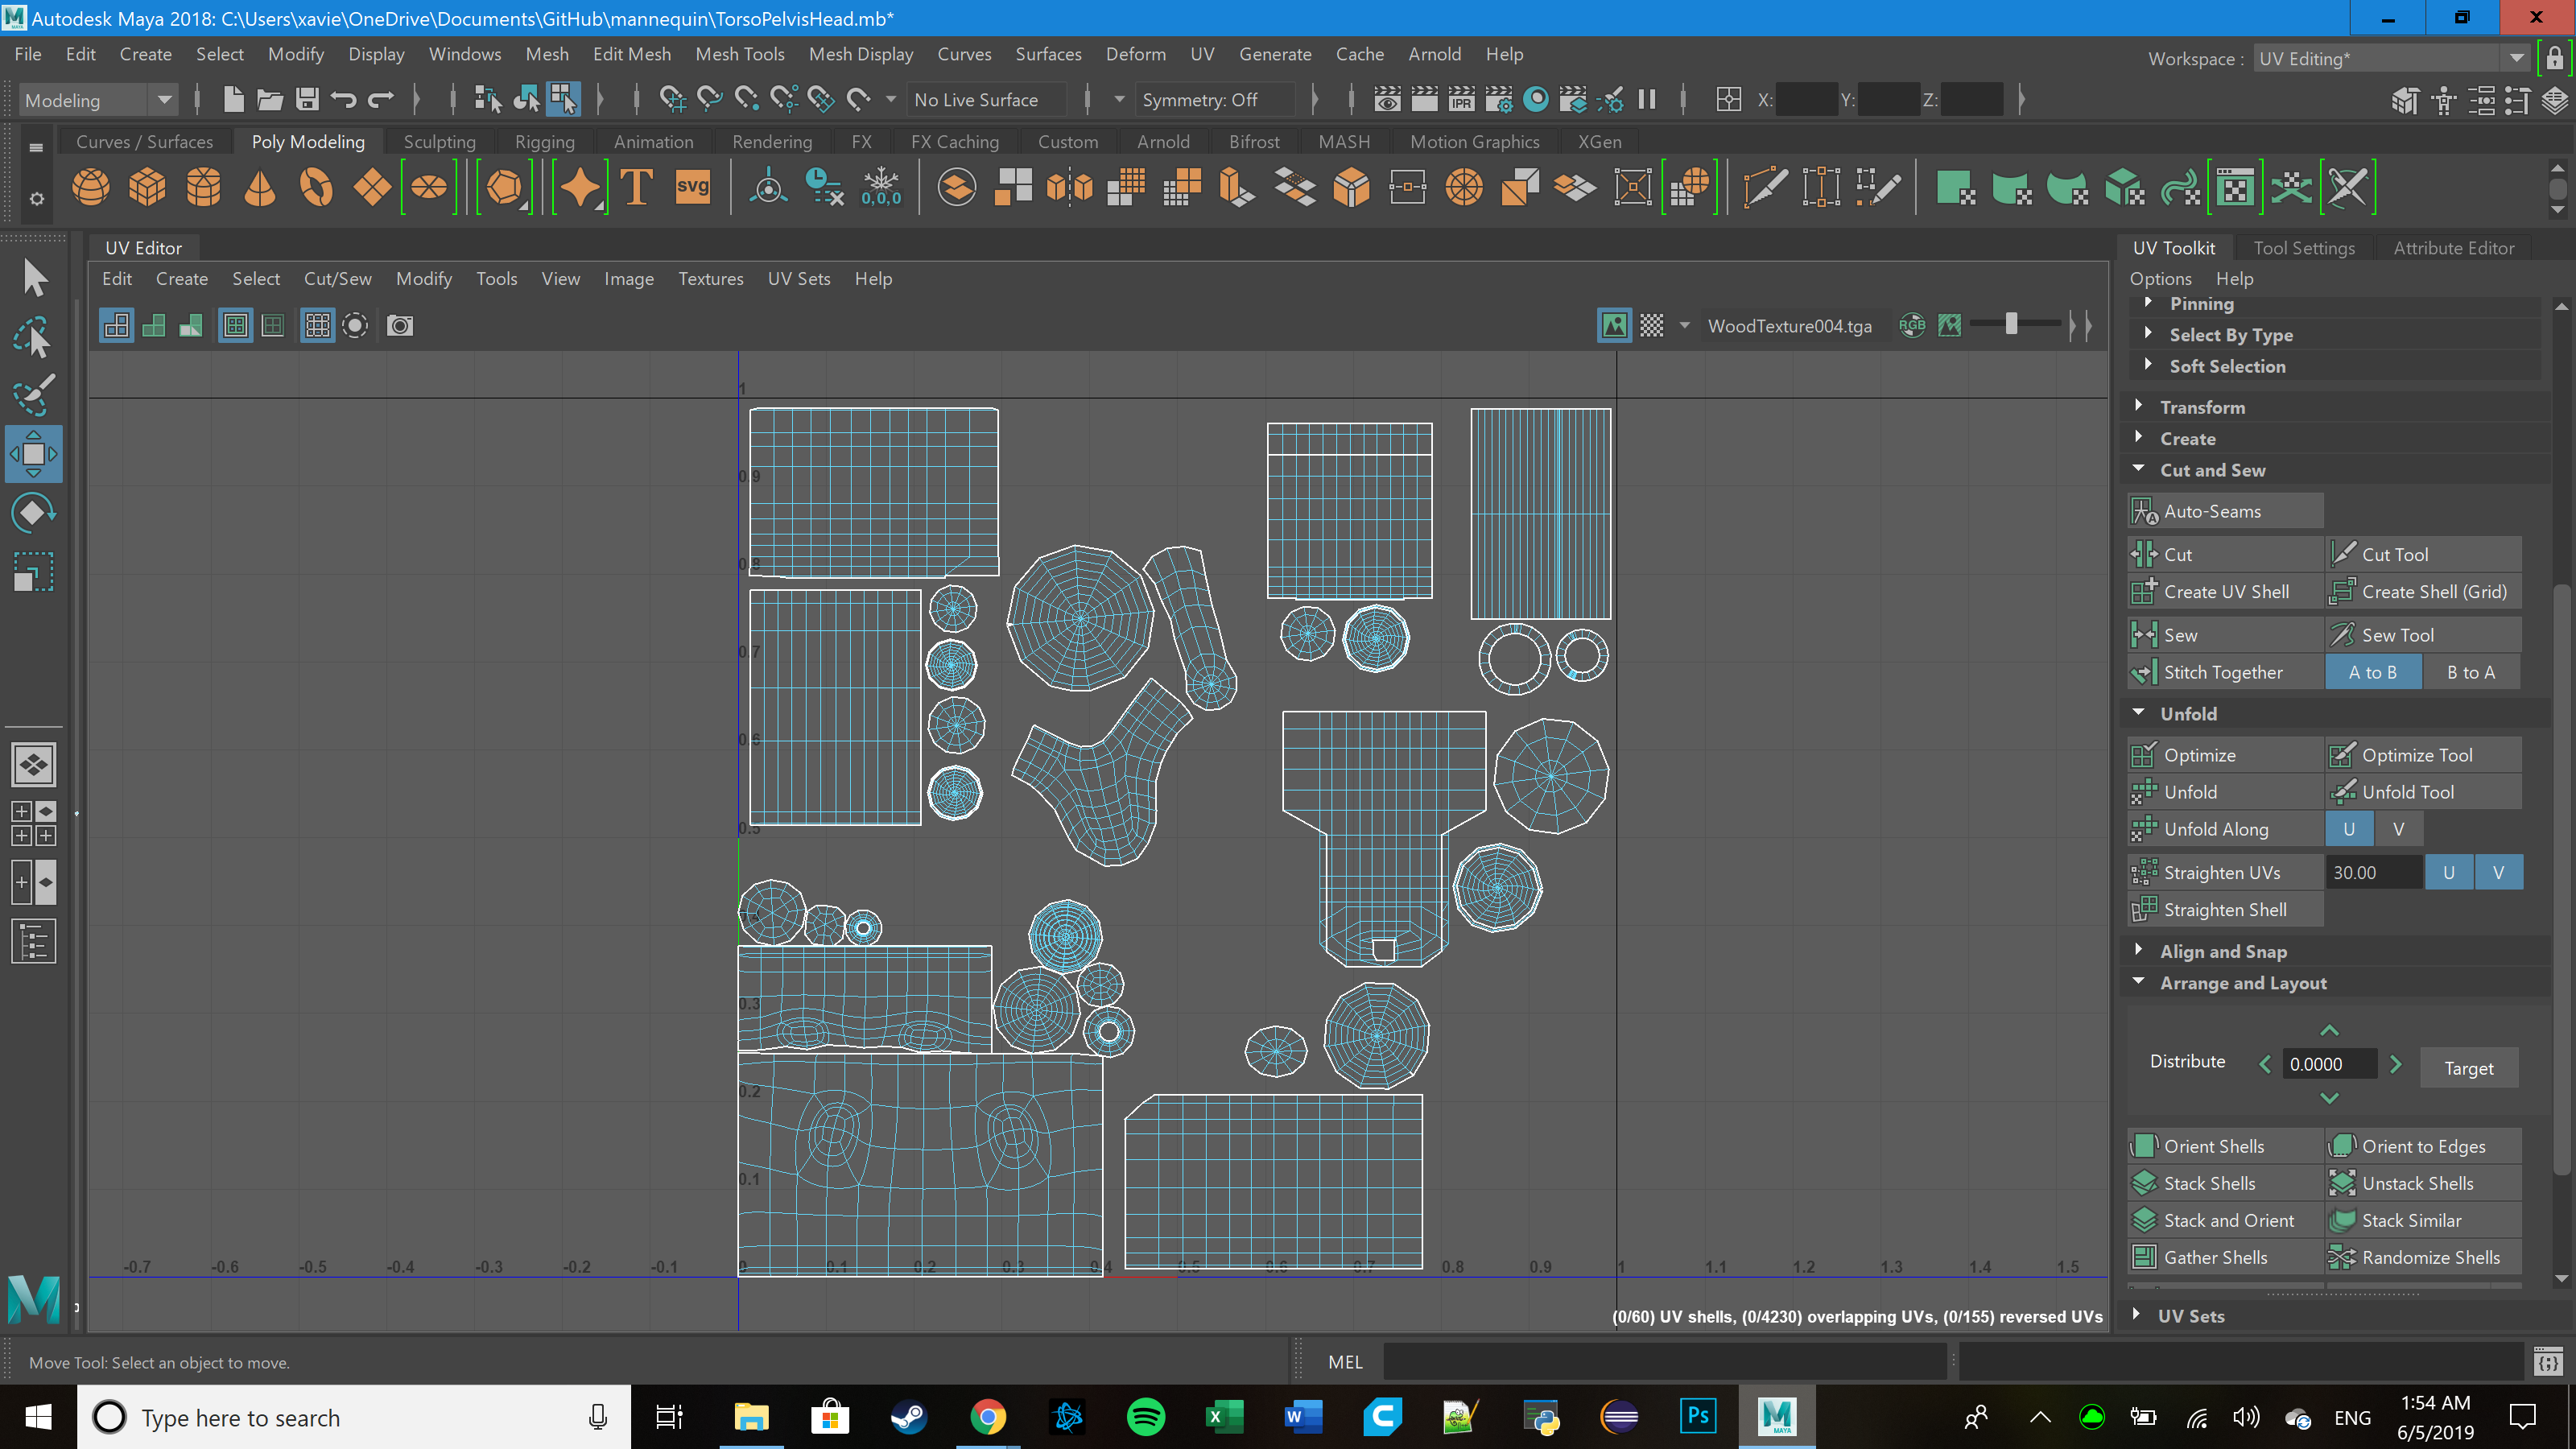 Autodesk Maya 2018: C:\Users\xavie\OneDrive\Documents\GitHub\mannequin\TorsoPelvisHead.mb*
File Edit Create Select Modify Display Windows Mesh Edit Mesh Mesh Tools Mesh Display Curves Surfaces Deform UV Generate Cache Arnold Help
Workspace : UV Editing*
Modeling
No Live Surface
Symmetry: Off
IPR
X: Y: Z:
Curves / Surfaces Poly Modeling Sculpting Rigging Animation Rendering FX FX Caching Custom Arnold Bifrost MASH Motion Graphics XGen
T svg 0,0,0
UV Editor
Edit Create Select Cut/Sew Modify Tools View Image Textures UV Sets Help
WoodTexture004.tga RGB
1
0.9
0.8
0.7
0.6
0.5
0.3
0.2
0.1
-0.7 -0.6 -0.5 -0.4 -0.3 -0.2 -0.1 0 0.1 0.2 0.3 0.4 0.5 0.6 0.7 0.8 0.9 1 1.1 1.2 1.3 1.4 1.5
(0/60) UV shells, (0/4230) overlapping UVs, (0/155) reversed UVs
UV Toolkit Tool Settings Attribute Editor
Options Help
Pinning
Select By Type
Soft Selection
Transform
Create
Cut and Sew
Auto-Seams
Cut Cut Tool
Create UV Shell Create Shell (Grid)
Sew Sew Tool
Stitch Together A to B B to A
Unfold
Optimize Optimize Tool
Unfold Unfold Tool
Unfold Along U V
Straighten UVs 30.00 U V
Straighten Shell
Align and Snap
Arrange and Layout
Distribute 0.0000 Target
Orient Shells Orient to Edges
Stack Shells Unstack Shells
Stack and Orient Stack Similar
Gather Shells Randomize Shells
UV Sets
Move Tool: Select an object to move.
MEL
Type here to search
Ps
MAYA
ENG
1:54 AM
6/5/2019